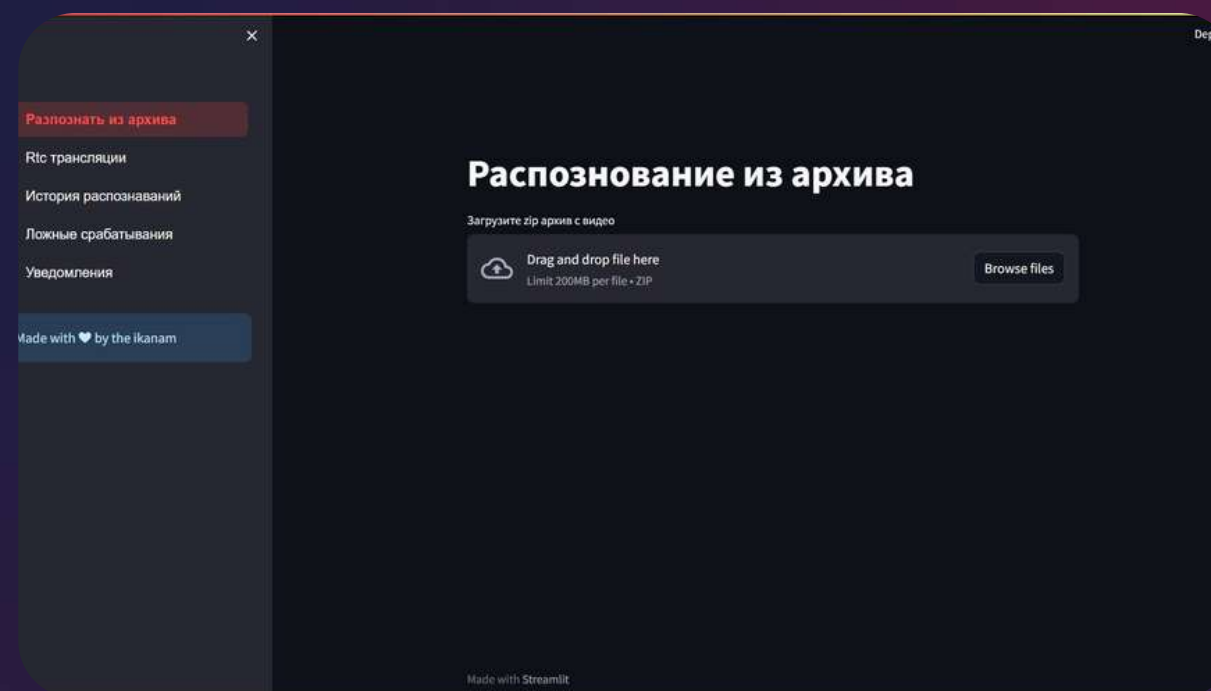 Разпознать из архива
Rtc трансляции
История распознаваний
Ложные срабатывания
Уведомления
Made with ❤ by the ikanam
Распознование из архива
Загрузите zip архив с видео
Drag and drop file here
Limit 200MB per file • ZIP
Browse files
Made with Streamlit